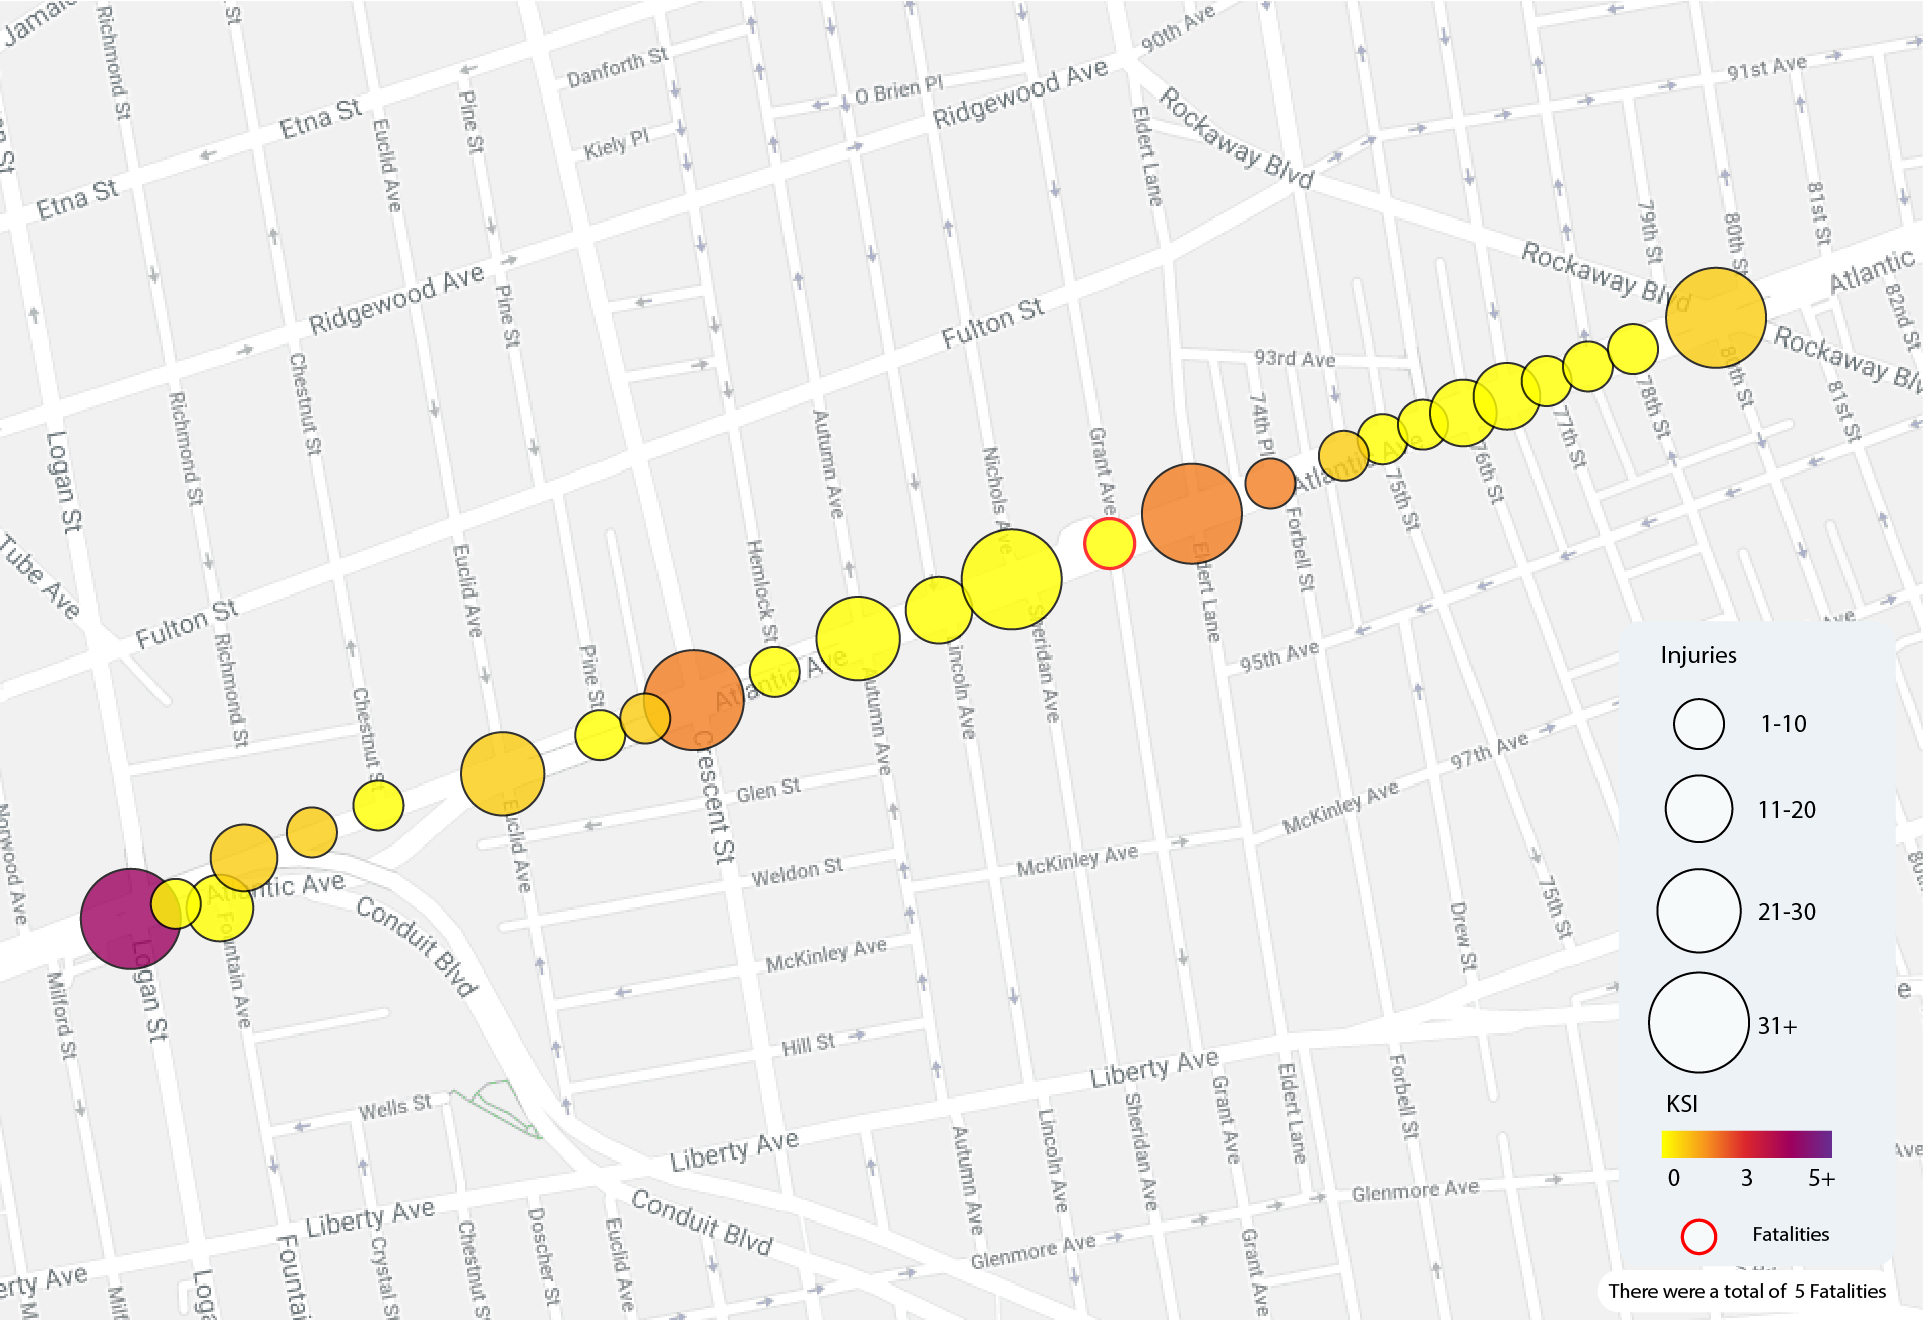 Richmond St
St
90th Ave
Danforth St
91st Ave
O Brien Pl
Ridgewood Ave
Etna St
Pine St
Euclid Ave
Kiely Pl
Eldert Lane
Rockaway Blvd
Etna St
79th St
80th St
81st St
Ridgewood Ave
Pine St
Rockaway Blvd
Atlantic
82nd St
Fulton St
93rd Ave
Rockaway Blv
80th St
81st St
Chestnut St
Richmond St
Logan St
Autumn Ave
Nichols Ave
Grant Ave
74th Pl
Atlantic Ave
75th St
76th St
77th St
78th St
Tube Ave
Fulton St
Richmond St
Euclid Ave
Hemlock St
Pine St
Chestnut St
Atlantic Ave
Autumn Ave
Lincoln Ave
Sheridan Ave
Eldert Lane
Forbell St
95th Ave
97th Ave
Ave
Norwood Ave
Atlantic Ave
Fountain Ave
Logan St
Milford St
Conduit Blvd
Euclid Ave
Crescent St
Glen St
Weldon St
McKinley Ave
McKinley Ave
McKinley Ave
Hill St
Drew St
75th St
Wells St
Liberty Ave
Liberty Ave
Liberty Ave
erty Ave
Conduit Blvd
Crystal St
Chestnut S
Doscher St
Euclid Ave
Autumn Ave
Lincoln Ave
Sheridan Ave
Grant Ave
Eldert Lane
Forbell St
Glenmore Ave
Glenmore Ave
Grant Ave
Injuries
1-10
11-20
21-30
31+
KSI
0 3 5+
Fatalities
There were a total of 5 Fatalities